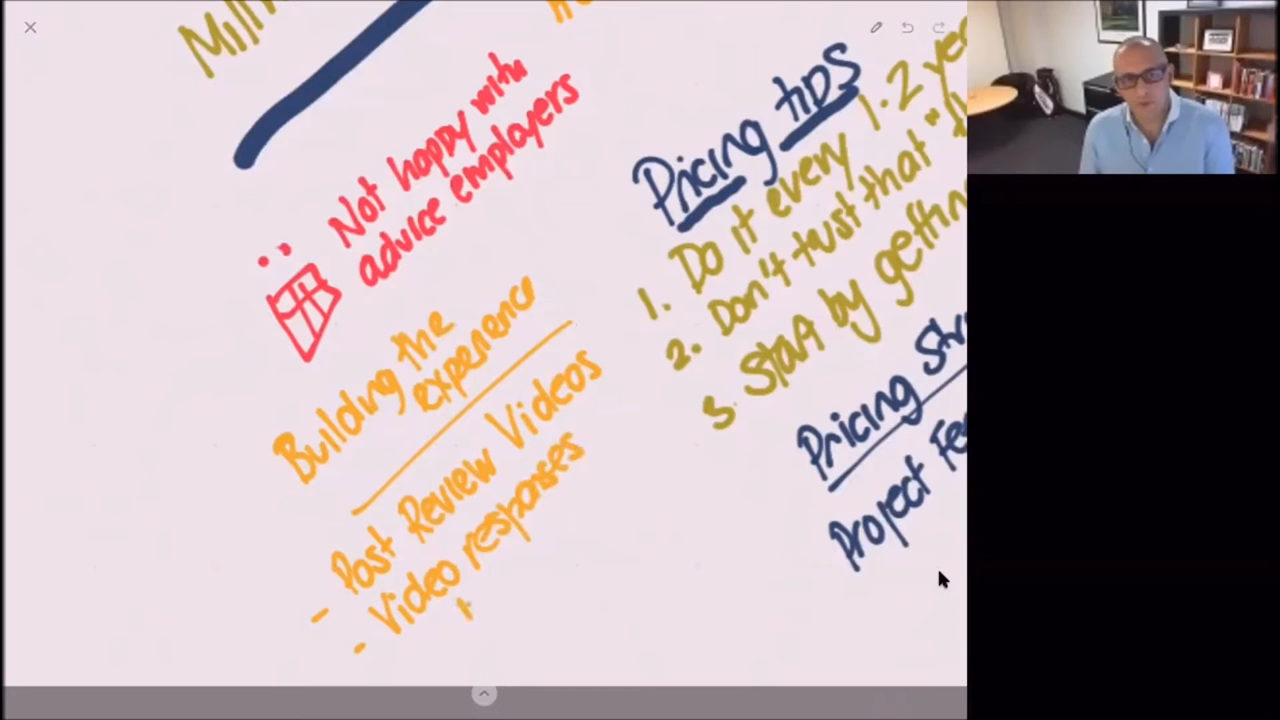 Not happy with
advice employers
Building the
experience
- Post Review Videos
- Video responses
Pricing tips
1. Do it every 1-2
2. Don't trust that
3 Start by getting
Pricing
Project